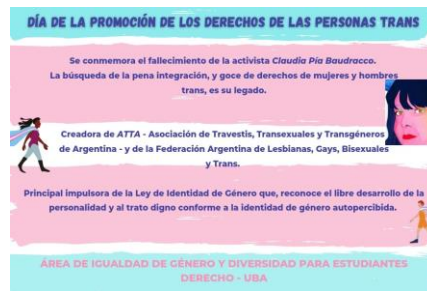 DÍA DE LA PROMOCIÓN DE LOS DERECHOS DE LAS PERSONAS TRANS
Se conmemora el fallecimiento de la activista Claudia Pía Baudracco.
La búsqueda de la pena integración, y goce de derechos de mujeres y hombres
trans, es su legado.
Creadora de ATTA - Asociación de Travestis, Transexuales y Transgéneros
de Argentina - y de la Federación Argentina de Lesbianas, Gays, Bisexuales
y Trans.
Principal impulsora de la Ley de Identidad de Género que, reconoce el libre desarrollo de la
personalidad y al trato digno conforme a la identidad de género autopercibida.
ÁREA DE IGUALDAD DE GÉNERO Y DIVERSIDAD PARA ESTUDIANTES
DERECHO - UBA